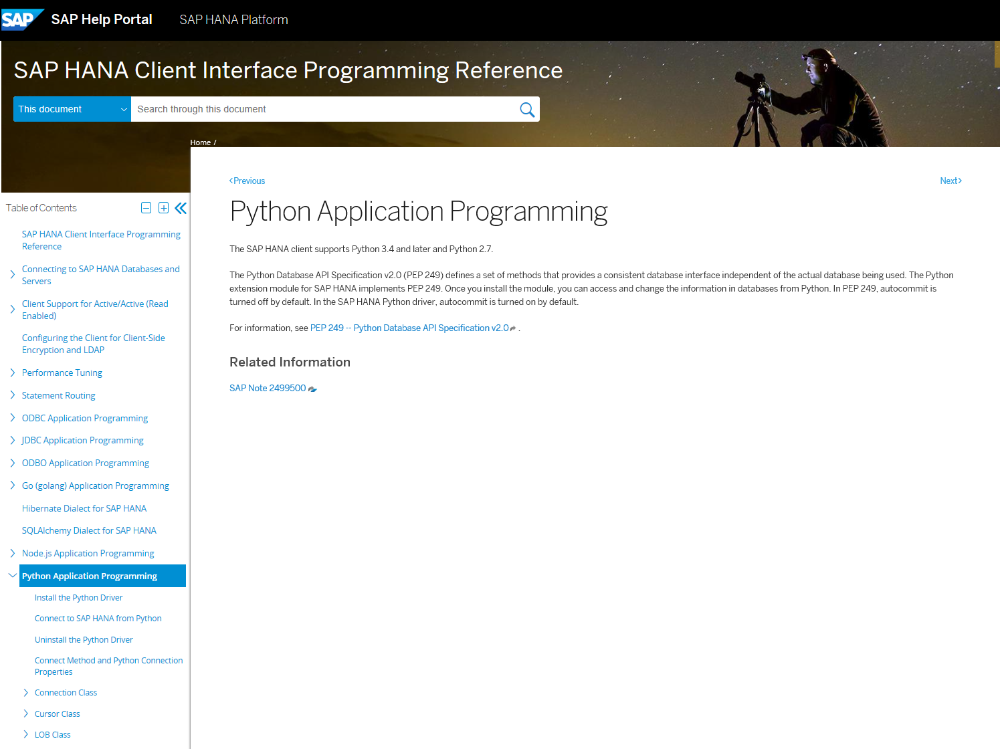 SAP SAP Help Portal SAP HANA Platform
SAP HANA Client Interface Programming Reference
This document Search through this document
Home /
Table of Contents
SAP HANA Client Interface Programming
Reference
Connecting to SAP HANA Databases and
Servers
Client Support for Active/Active (Read
Enabled)
Configuring the Client for Client-Side
Encryption and LDAP
Performance Tuning
Statement Routing
ODBC Application Programming
JDBC Application Programming
ODBO Application Programming
Go (golang) Application Programming
Hibernate Dialect for SAP HANA
SQLAlchemy Dialect for SAP HANA
Node.js Application Programming
Python Application Programming
Install the Python Driver
Connect to SAP HANA from Python
Uninstall the Python Driver
Connect Method and Python Connection
Properties
Connection Class
Cursor Class
LOB Class
Previous Next
Python Application Programming
The SAP HANA client supports Python 3.4 and later and Python 2.7.
The Python Database API Specification v2.0 (PEP 249) defines a set of methods that provides a consistent database interface independent of the actual database being used. The Python
extension module for SAP HANA implements PEP 249. Once you install the module, you can access and change the information in databases from Python. In PEP 249, autocommit is
turned off by default. In the SAP HANA Python driver, autocommit is turned on by default.
For information, see PEP 249 -- Python Database API Specification v2.0 .
Related Information
SAP Note 2499500